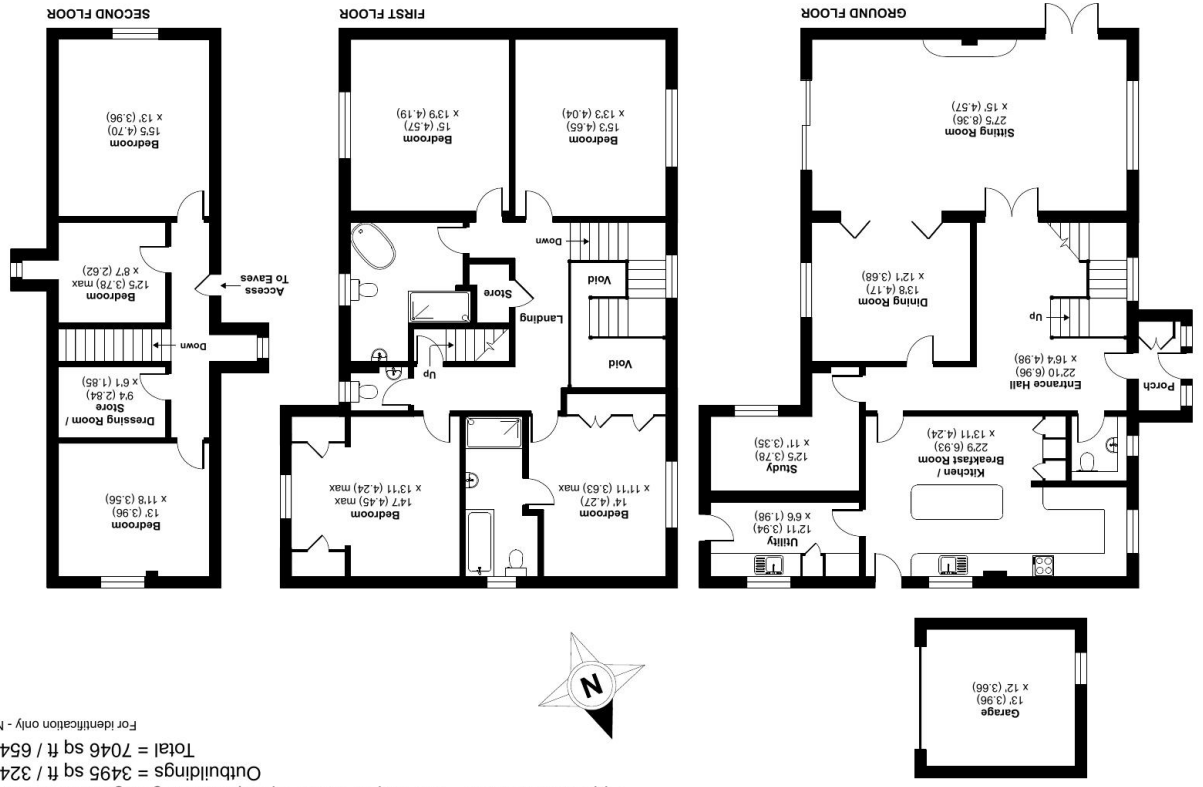 Outbuildings = 3495 sq ft / 324
Total = 7046 sq ft / 654
For identification only - N
Garage
13' (3.96)
x 12' (3.66)
N
Utility
12'11 (3.94)
x 6'6 (1.98)
Kitchen /
Breakfast Room
22'9 (6.93)
x 13'11 (4.24)
Study
12'5 (3.78)
x 11' (3.35)
Porch
Entrance Hall
22'10 (6.96)
x 16'4 (4.98)
Up
Dining Room
13'8 (4.17)
x 12'1 (3.68)
Sitting Room
27'5 (8.36)
x 15' (4.57)
GROUND FLOOR
Bedroom
14' (4.27)
x 11'11 (3.63) max
Bedroom
14'7 (4.45) max
x 13'11 (4.24) max
Void
Up
Landing
Store
Void
Down
Bedroom
15'3 (4.65)
x 13'3 (4.04)
Bedroom
15' (4.57)
x 13'9 (4.19)
FIRST FLOOR
Bedroom
13' (3.96)
x 11'8 (3.56)
Dressing Room /
Store
9'4 (2.84)
x 6'1 (1.85)
Down
Access
To Eaves
Bedroom
12'5 (3.78) max
x 8'7 (2.62)
Bedroom
15'5 (4.70)
x 13' (3.96)
SECOND FLOOR